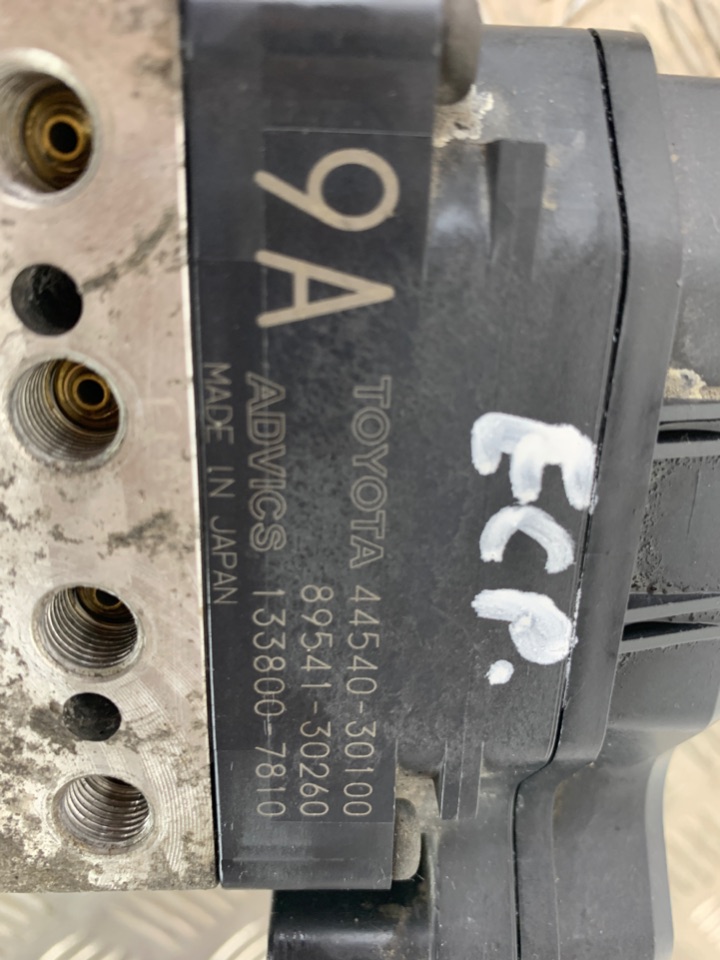 9A
TOYOTA 44540-30100
89541-30260
ADVICS 133800-7810
MADE IN JAPAN
ECP.